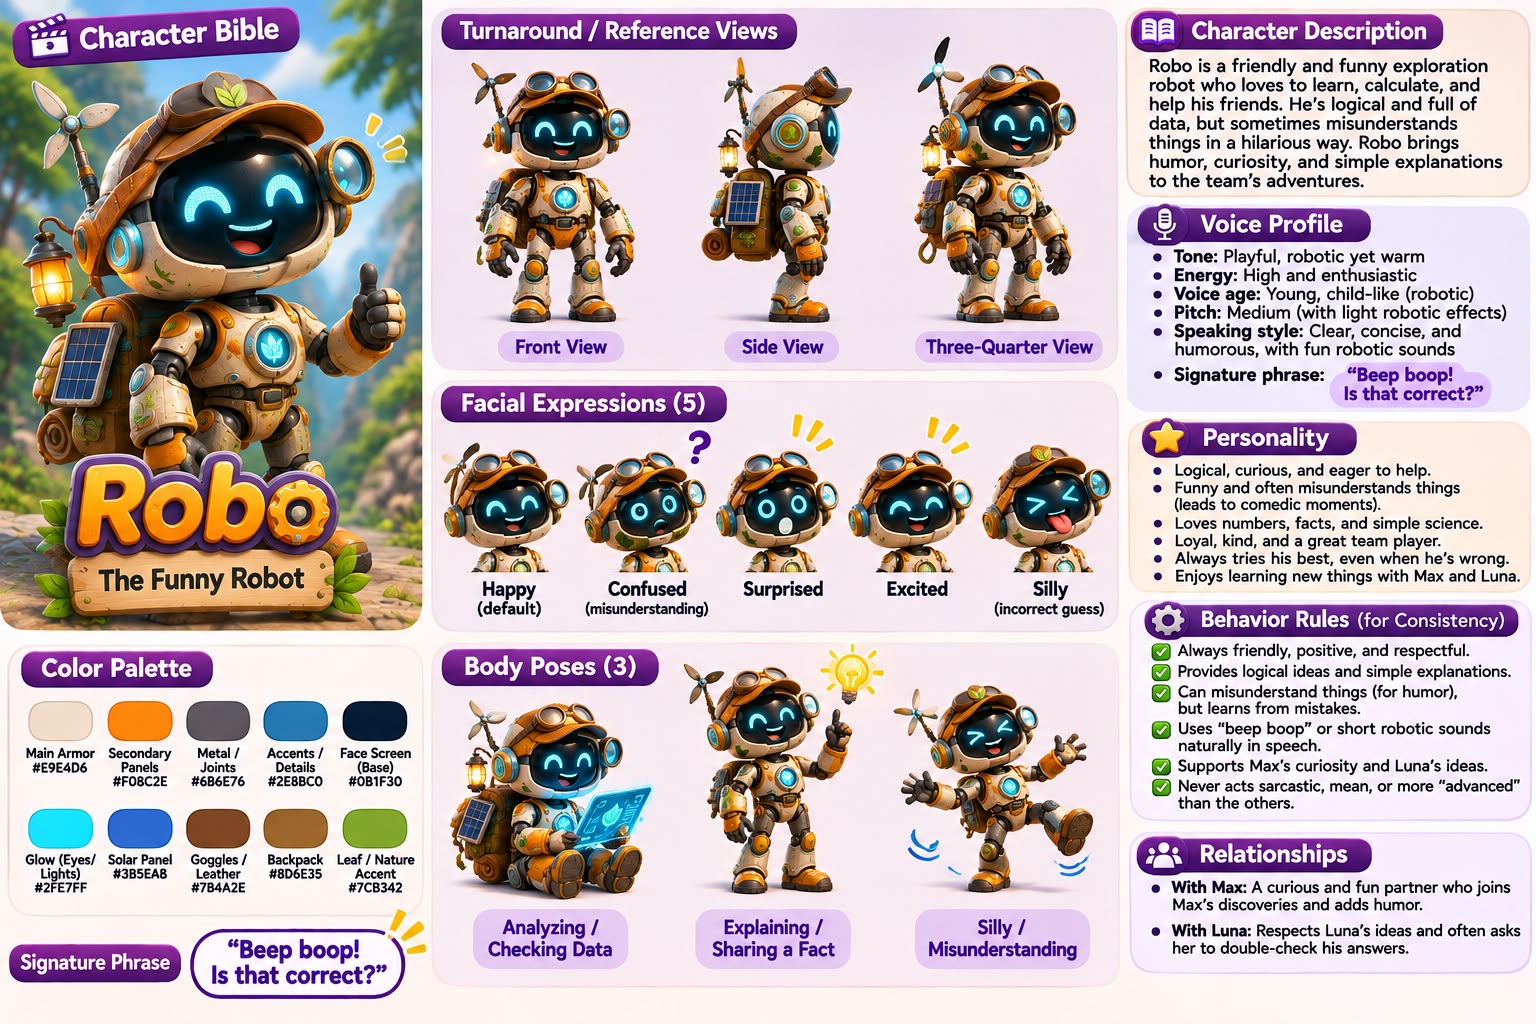 Character Bible
Robo
The Funny Robot
Color Palette
Main Armor
#E9E4D6
Secondary
Panels
#F08C2E
Metal /
Joints
#6B6E76
Accents /
Details
#2E8BC0
Face Screen
(Base)
#0B1F30
Glow (Eyes/
Lights)
#2FE7FF
Solar Panel
#3B5EA8
Goggles /
Leather
#7B4A2E
Backpack
#8D6E35
Leaf / Nature
Accent
#7CB342
Signature Phrase
“Beep boop!
Is that correct?”
Turnaround / Reference Views
Front View
Side View
Three-Quarter View
Facial Expressions (5)
?
Happy
(default)
Confused
(misunderstanding)
Surprised
Excited
Silly
(incorrect guess)
Body Poses (3)
Analyzing /
Checking Data
Explaining /
Sharing a Fact
Silly /
Misunderstanding
Character Description
Robo is a friendly and funny exploration
robot who loves to learn, calculate, and
help his friends. He’s logical and full of
data, but sometimes misunderstands
things in a hilarious way. Robo brings
humor, curiosity, and simple explanations
to the team’s adventures.
Voice Profile
• Tone: Playful, robotic yet warm
• Energy: High and enthusiastic
• Voice age: Young, child-like (robotic)
• Pitch: Medium (with light robotic effects)
• Speaking style: Clear, concise, and
humorous, with fun robotic sounds
• Signature phrase: “Beep boop!
Is that correct?”
Personality
• Logical, curious, and eager to help.
• Funny and often misunderstands things
(leads to comedic moments).
• Loves numbers, facts, and simple science.
• Loyal, kind, and a great team player.
• Always tries his best, even when he’s wrong.
• Enjoys learning new things with Max and Luna.
Behavior Rules (for Consistency)
Always friendly, positive, and respectful.
Provides logical ideas and simple explanations.
Can misunderstand things (for humor),
but learns from mistakes.
Uses “beep boop” or short robotic sounds
naturally in speech.
Supports Max’s curiosity and Luna’s ideas.
Never acts sarcastic, mean, or more “advanced”
than the others.
Relationships
• With Max: A curious and fun partner who joins
Max’s discoveries and adds humor.
• With Luna: Respects Luna’s ideas and often asks
her to double-check his answers.